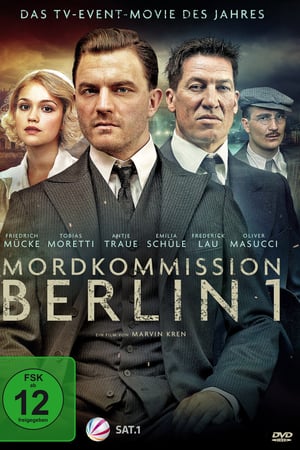 DAS TV-EVENT-MOVIE DES JAHRES
FRIEDRICH MÜCKE
TOBIAS MORETTI
ANTJE TRAUE
EMILIA SCHÜLE
FREDERICK LAU
OLIVER MASUCCI
MORDKOMMISSION
BERLIN 1
EIN FILM VON MARVIN KREN
FSK
ab
12
freigegeben
SAT.1
DVD
VIDEO